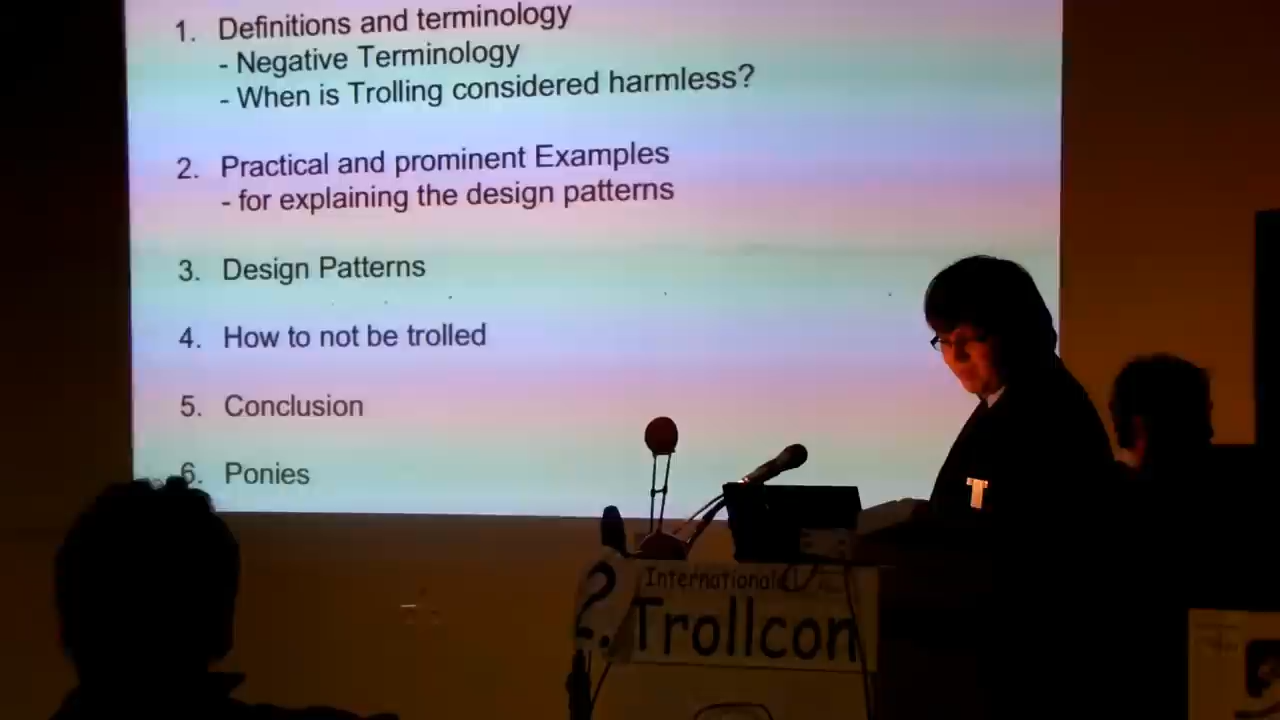 1. Definitions and terminology
- Negative Terminology
- When is Trolling considered harmless?
2. Practical and prominent Examples
- for explaining the design patterns
3. Design Patterns
4. How to not be trolled
5. Conclusion
6. Ponies
T
2. Internationale
Trollcon